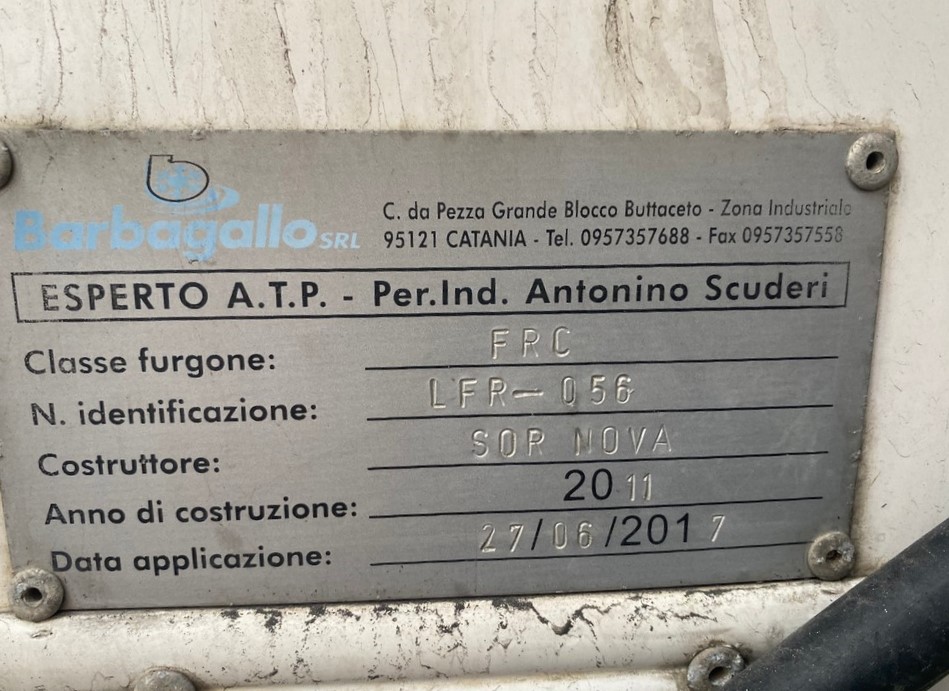 Barbagallo SRL
C. da Pezza Grande Blocco Buttaceto - Zona Industriale
95121 CATANIA - Tel. 0957357688 - Fax 0957357558
ESPERTO A.T.P. - Per.Ind. Antonino Scuderi
Classe furgone: FRC
N. identificazione: LFR-056
Costruttore: SOR NOVA
Anno di costruzione: 2011
Data applicazione: 27/06/2017